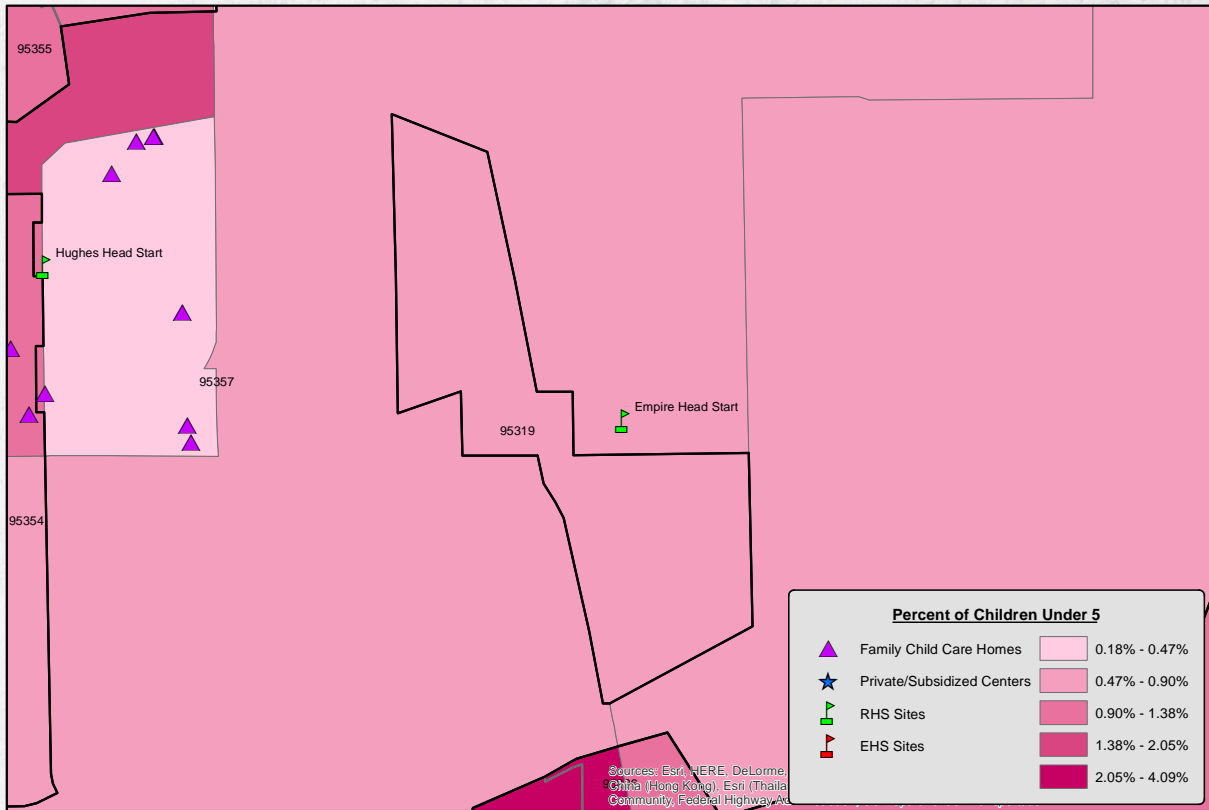 95355
Hughes Head Start
95357
Empire Head Start
95319
95354
Percent of Children Under 5
Family Child Care Homes
0.18% - 0.47%
Private/Subsidized Centers
0.47% - 0.90%
RHS Sites
0.90% - 1.38%
EHS Sites
1.38% - 2.05%
2.05% - 4.09%
Sources: Esri, HERE, DeLorme,
China (Hong Kong), Esri (Thailand
Community, Federal Highway